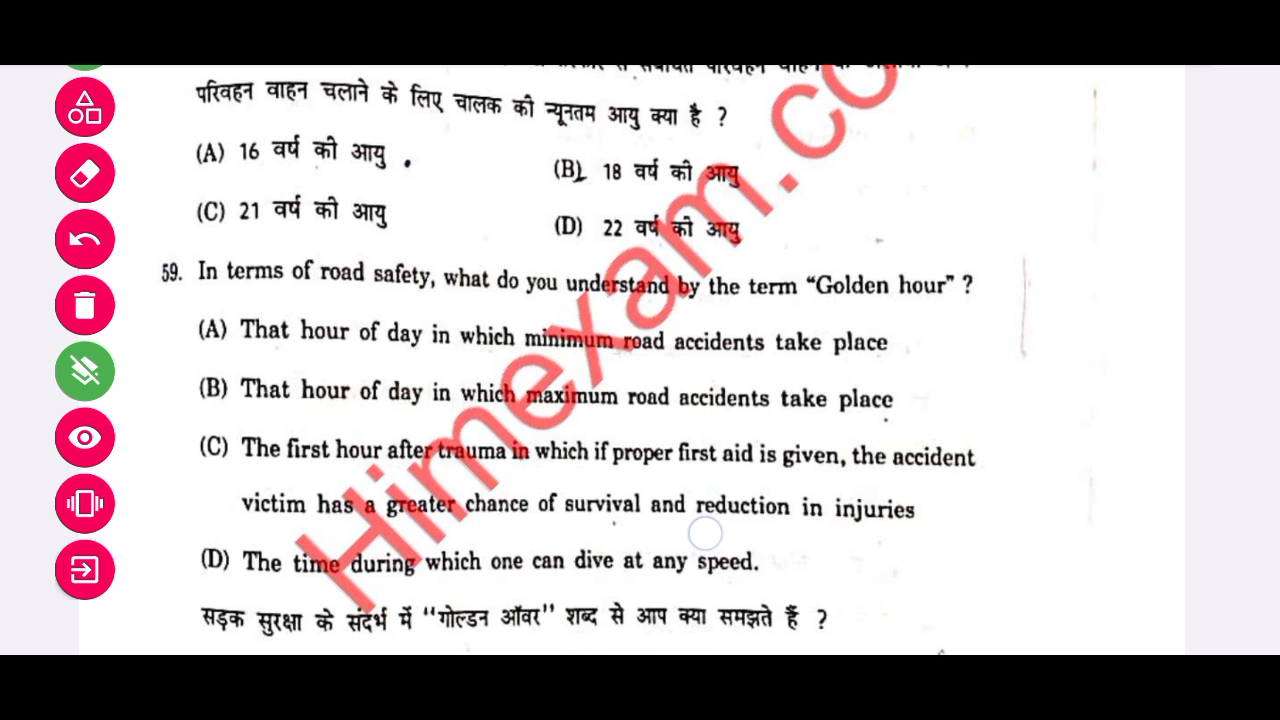 परिवहन वाहन चलाने के लिए चालक की न्यूनतम आयु क्या है ?
(A) 16 वर्ष की आयु
(B) 18 वर्ष की आयु
(C) 21 वर्ष की आयु
(D) 22 वर्ष की आयु
59. In terms of road safety, what do you understand by the term “Golden hour” ?
(A) That hour of day in which minimum road accidents take place
(B) That hour of day in which maximum road accidents take place
(C) The first hour after trauma in which if proper first aid is given, the accident
victim has a greater chance of survival and reduction in injuries
(D) The time during which one can dive at any speed.
सड़क सुरक्षा के संदर्भ में “गोल्डन ऑवर” शब्द से आप क्या समझते हैं ?
Himexam.co